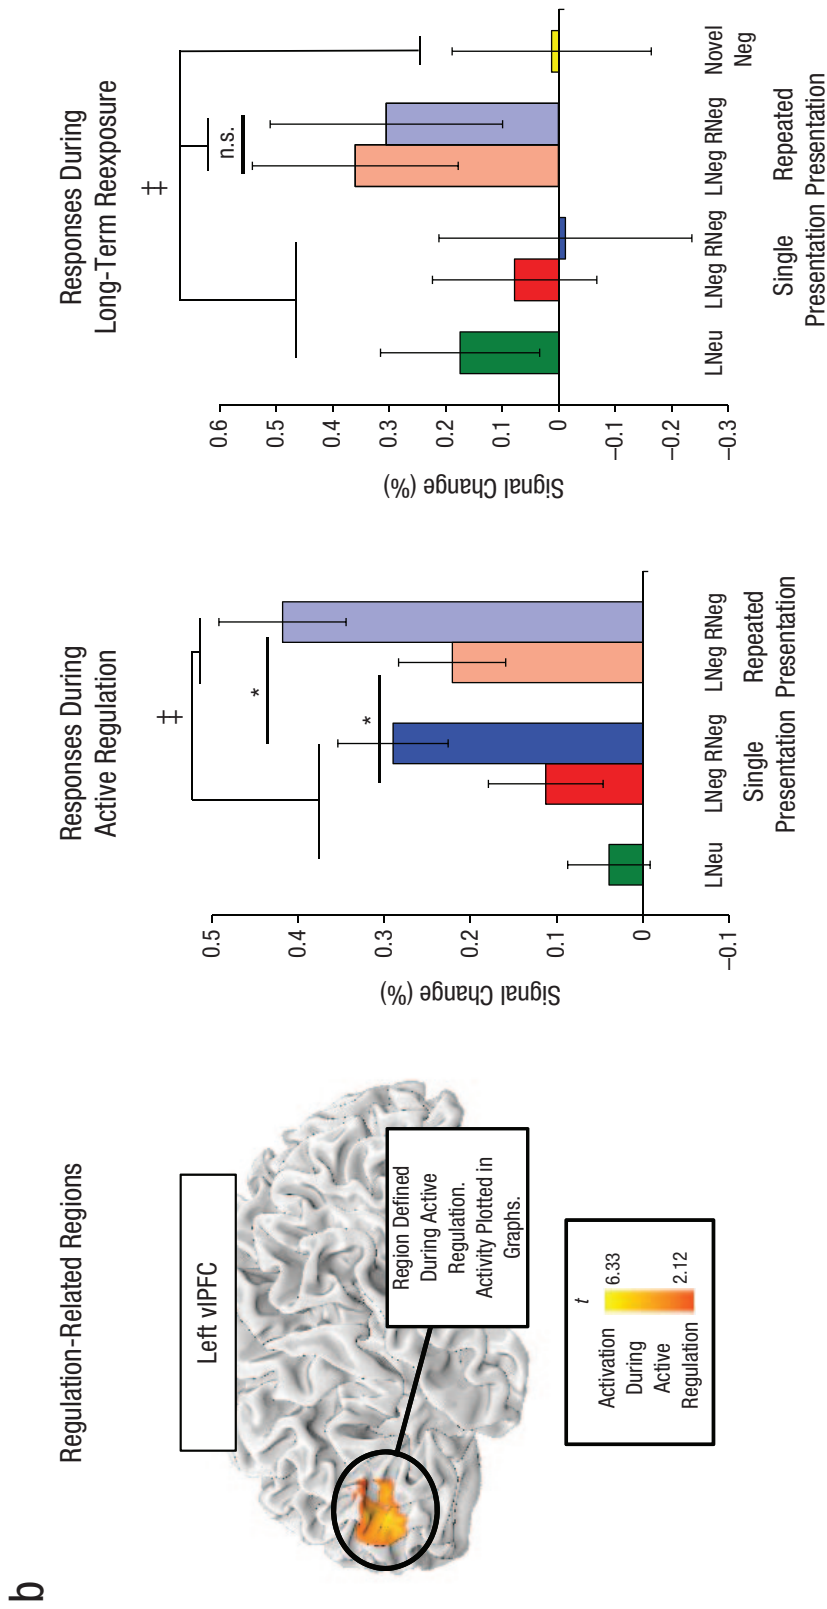 b
Regulation-Related Regions
Left vlPFC
Region Defined
During Active
Regulation.
Activity Plotted in
Graphs.
Activation
During
Active
Regulation
t
6.33
2.12
Responses During
Active Regulation
‡
*
*
Signal Change (%)
0.5
0.4
0.3
0.2
0.1
0
–0.1
LNeu
LNeg RNeg
LNeg RNeg
Single
Presentation
Repeated
Presentation
Responses During
Long-Term Reexposure
‡
n.s.
Signal Change (%)
0.6
0.5
0.4
0.3
0.2
0.1
0
–0.1
–0.2
–0.3
LNeu
LNeg RNeg
LNeg RNeg
Novel
Neg
Single
Presentation
Repeated
Presentation